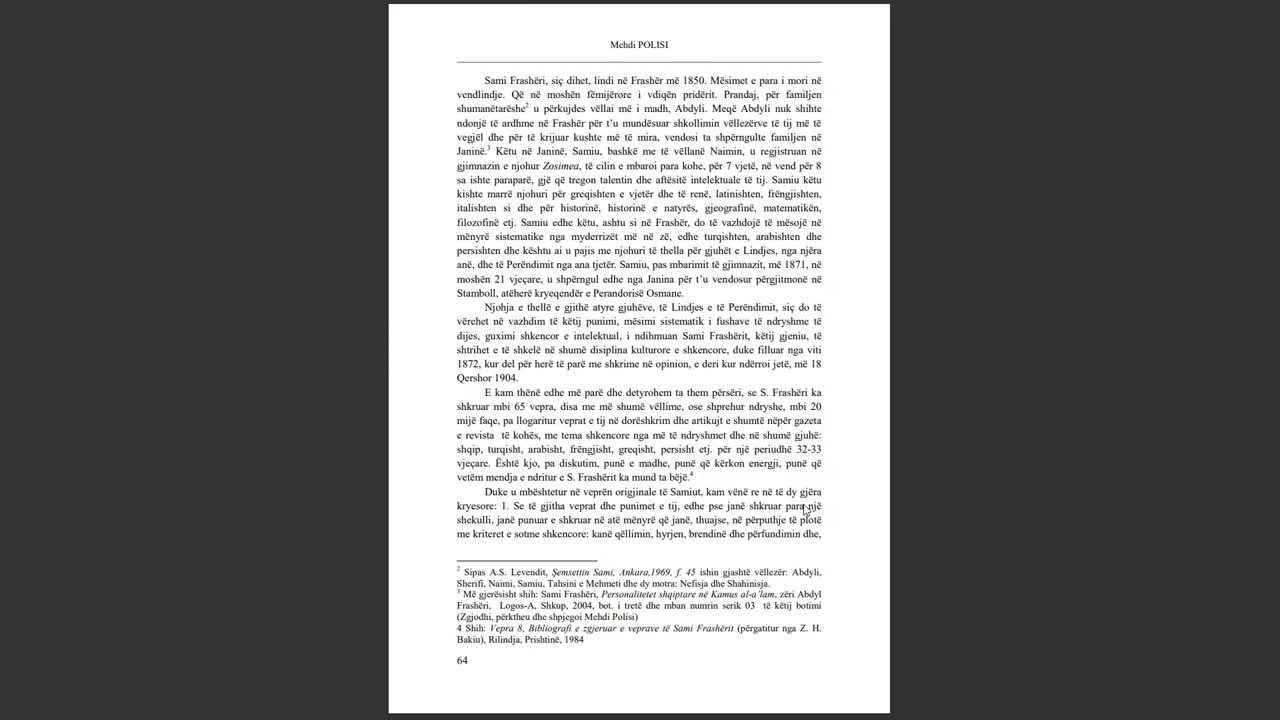 Mehdi POLISI
Sami Frashëri, siç dihet, lindi në Frashër më 1850. Mësimet e para i mori në
vendlindje. Që në moshën fëmijërore i vdiqën pridërit. Prandaj, për familjen
shumanëtarëshe2 u përkujdes vëllai më i madh, Abdyli. Meqë Abdyli nuk shihte
ndonjë të ardhme në Frashër për t’u mundësuar shkollimin vëllezërve të tij më të
vegjël dhe për të krijuar kushte më të mira, vendosi ta shpërngulte familjen në
Janinë.3 Këtu në Janinë, Samiu, bashkë me të vëllanë Naimin, u regjistruan në
gjimnazin e njohur Zosimea, të cilin e mbaroi para kohe, për 7 vjetë, në vend për 8
sa ishte paraparë, gjë që tregon talentin dhe aftësitë intelektuale të tij. Samiu këtu
kishte marrë njohuri për greqishten e vjetër dhe të renë, latinishten, frëngjishten,
italishten si dhe për historinë, historinë e natyrës, gjeografinë, matematikën,
filozofinë etj. Samiu edhe këtu, ashtu si në Frashër, do të vazhdojë të mësojë në
mënyrë sistematike nga myderrizët më në zë, edhe turqishten, arabishten dhe
persishten dhe kështu ai u pajis me njohuri të thella për gjuhët e Lindjes, nga njëra
anë, dhe të Perëndimit nga ana tjetër. Samiu, pas mbarimit të gjimnazit, më 1871, në
moshën 21 vjeçare, u shpërngul edhe nga Janina për t’u vendosur përgjitmonë në
Stamboll, atëherë kryeqendër e Perandorisë Osmane.
Njohja e thellë e gjithë atyre gjuhëve, të Lindjes e të Perëndimit, siç do të
vërehet në vazhdim të këtij punimi, mësimi sistematik i fushave të ndryshme të
dijes, guximi shkencor e intelektual, i ndihmuan Sami Frashërit, këtij gjeniu, të
shtrihet e të shkelë në shumë disiplina kulturore e shkencore, duke filluar nga viti
1872, kur del për herë të parë me shkrime në opinion, e deri kur ndërroi jetë, më 18
Qershor 1904.
E kam thënë edhe më parë dhe detyrohem ta them përsëri, se S. Frashëri ka
shkruar mbi 65 vepra, disa me më shumë vëllime, ose shprehur ndryshe, mbi 20
mijë faqe, pa llogaritur veprat e tij në dorëshkrim dhe artikujt e shumtë nëpër gazeta
e revista të kohës, me tema shkencore nga më të ndryshmet dhe në shumë gjuhë:
shqip, turqisht, arabisht, frëngjisht, greqisht, persisht etj. për një periudhë 32-33
vjeçare. Është kjo, pa diskutim, punë e madhe, punë që kërkon energji, punë që
vetëm mendja e ndritur e S. Frashërit ka mund ta bëjë.4
Duke u mbështetur në veprën origjinale të Samiut, kam vënë re në të dy gjëra
kryesore: 1. Se të gjitha veprat dhe punimet e tij, edhe pse janë shkruar para një
shekulli, janë punuar e shkruar në atë mënyrë që janë, thuajse, në përputhje të plotë
me kriteret e sotme shkencore: kanë qëllimin, hyrjen, brendinë dhe përfundimin dhe,
2 Sipas A.S. Levendit, Şemsettin Sami, Ankara,1969, f. 45 ishin gjashtë vëllezër: Abdyli,
Sherifi, Naimi, Samiu, Tahsini e Mehmeti dhe dy motra: Nefisja dhe Shahinisja.
3 Më gjerësisht shih: Sami Frashëri, Personalitetet shqiptare në Kamus al-a’lam, zëri Abdyl
Frashëri, Logos-A, Shkup, 2004, bot. i tretë dhe mban numrin serik 03 të këtij botimi
(Zgjodhi, përktheu dhe shpjegoi Mehdi Polisi)
4 Shih: Vepra 8, Bibliografi e zgjeruar e veprave të Sami Frashërit (përgatitur nga Z. H.
Bakiu), Rilindja, Prishtinë, 1984
64